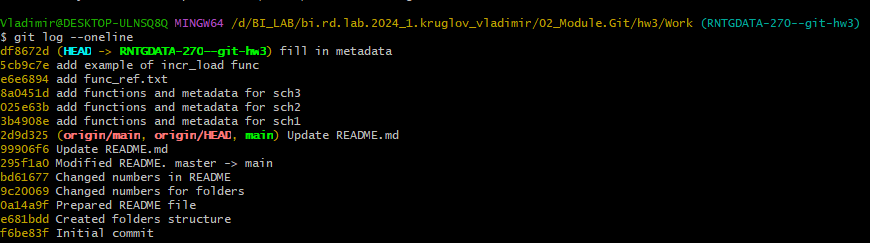 Vladimir@DESKTOP-ULNSQ8Q MINGW64 /d/BI_LAB/bi.rd.lab.2024_1.kruglov_vladimir/02_Module.Git/hw3/Work (RNTGDATA-270--git-hw3)
$ git log --oneline
df8672d (HEAD -> RNTGDATA-270--git-hw3) fill in metadata
5cb9c7e add example of incr_load func
e6e6894 add func_ref.txt
8a0451d add functions and metadata for sch3
025e63b add functions and metadata for sch2
3b4908e add functions and metadata for sch1
2d9d325 (origin/main, origin/HEAD, main) Update README.md
99906f6 Update README.md
295f1a0 Modified README. master -> main
bd61677 Changed numbers in README
9c20069 Changed numbers for folders
0a14a9f Prepared README file
e681bdd Created folders structure
f6be83f Initial commit